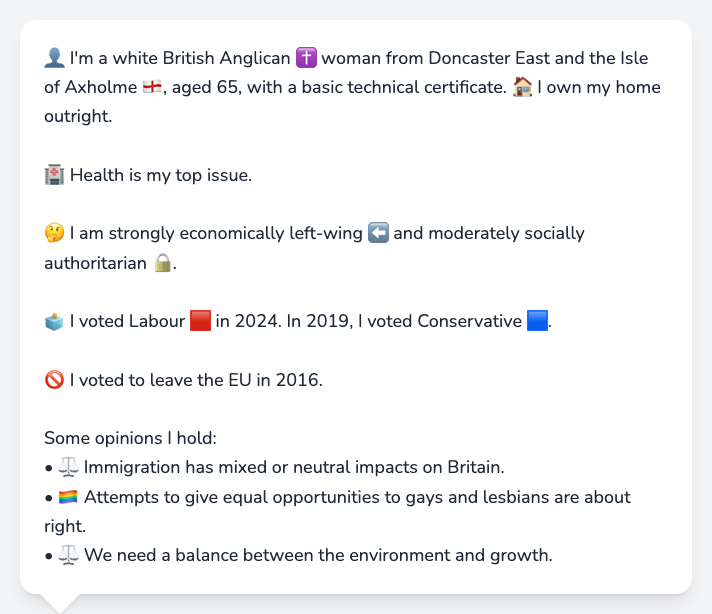 👤 I'm a white British Anglican ✝️ woman from Doncaster East and the Isle
of Axholme 🏴󠁧󠁢󠁥󠁮󠁧󠁿, aged 65, with a basic technical certificate. 🏠 I own my home
outright.
🏥 Health is my top issue.
🤔 I am strongly economically left-wing ⬅️ and moderately socially
authoritarian 🔒.
🗳️ I voted Labour 🟥 in 2024. In 2019, I voted Conservative 🟦.
🚫 I voted to leave the EU in 2016.
Some opinions I hold:
• ⚖️ Immigration has mixed or neutral impacts on Britain.
• 🏳️‍🌈 Attempts to give equal opportunities to gays and lesbians are about
right.
• ⚖️ We need a balance between the environment and growth.